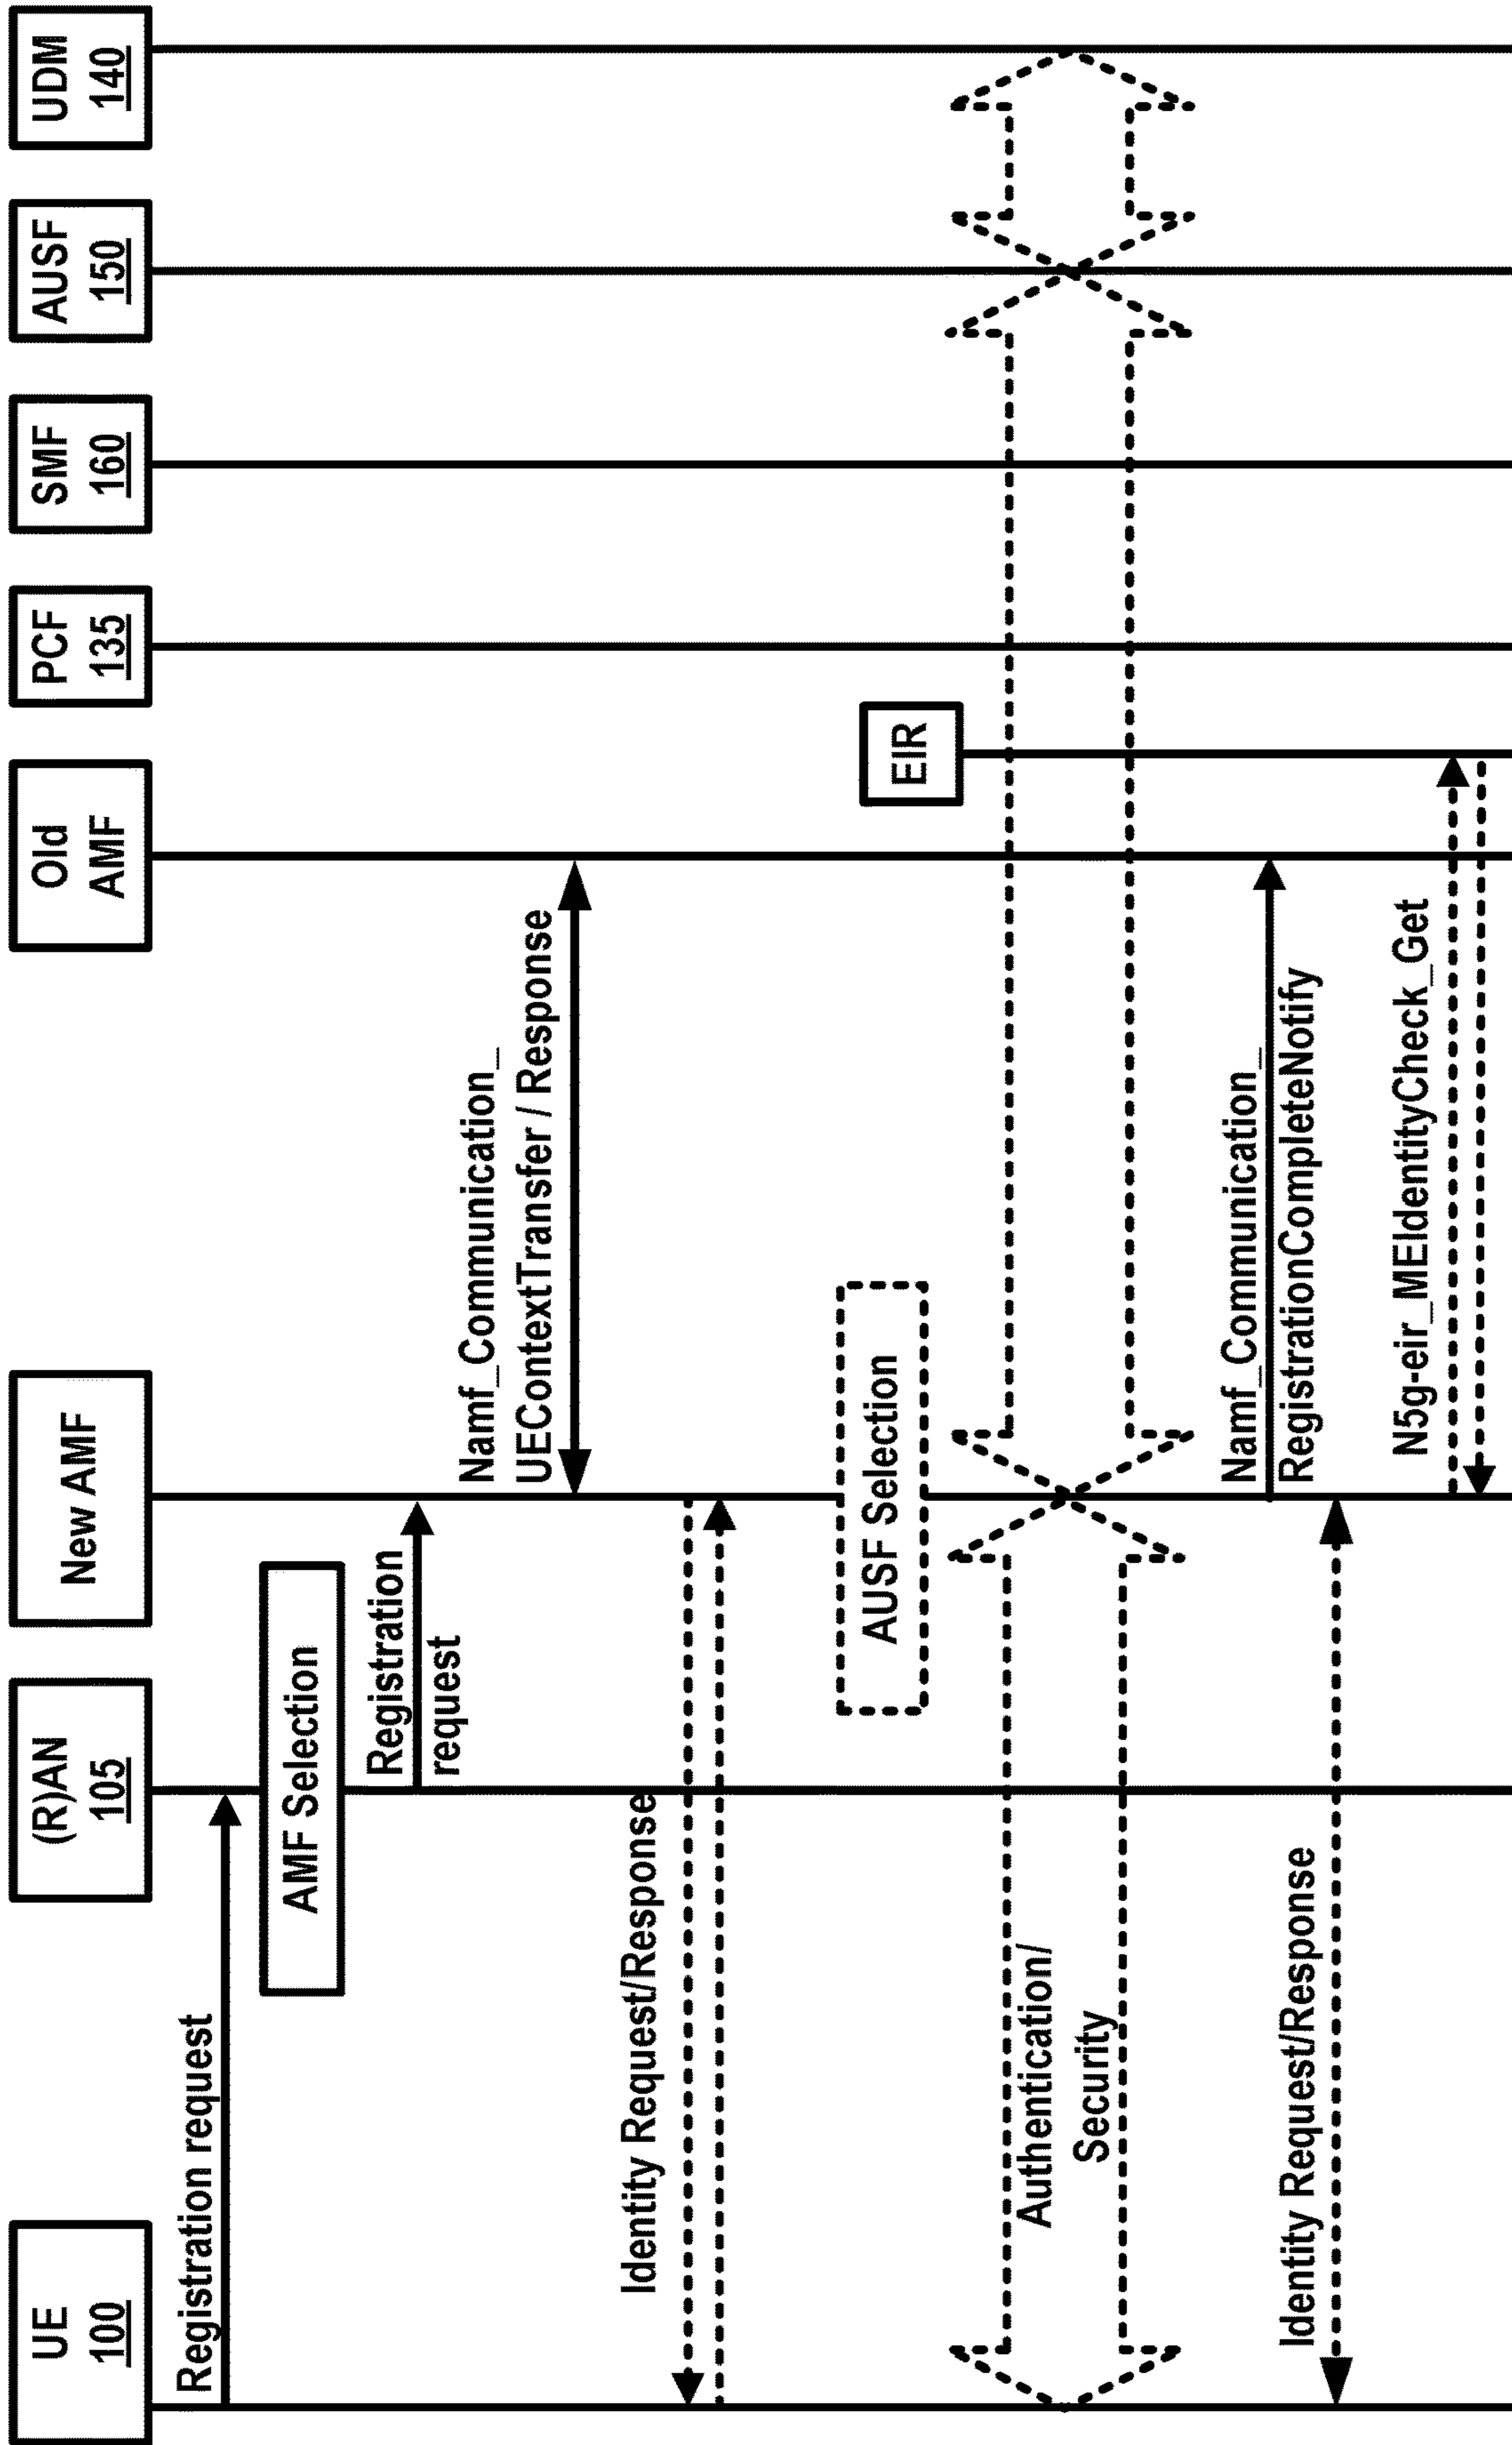 UE
100
(R)AN
105
New AMF
Old
AMF
PCF
135
SMF
160
AUSF
150
UDM
140
Registration request
AMF Selection
Registration
request
Namf_Communication_
UEContextTransfer / Response
Identity Request/Response
AUSF Selection
EIR
Authentication/
Security
Namf_Communication_
RegistrationCompleteNotify
Identity Request/Response
N5g-eir_MEIdentityCheck_Get